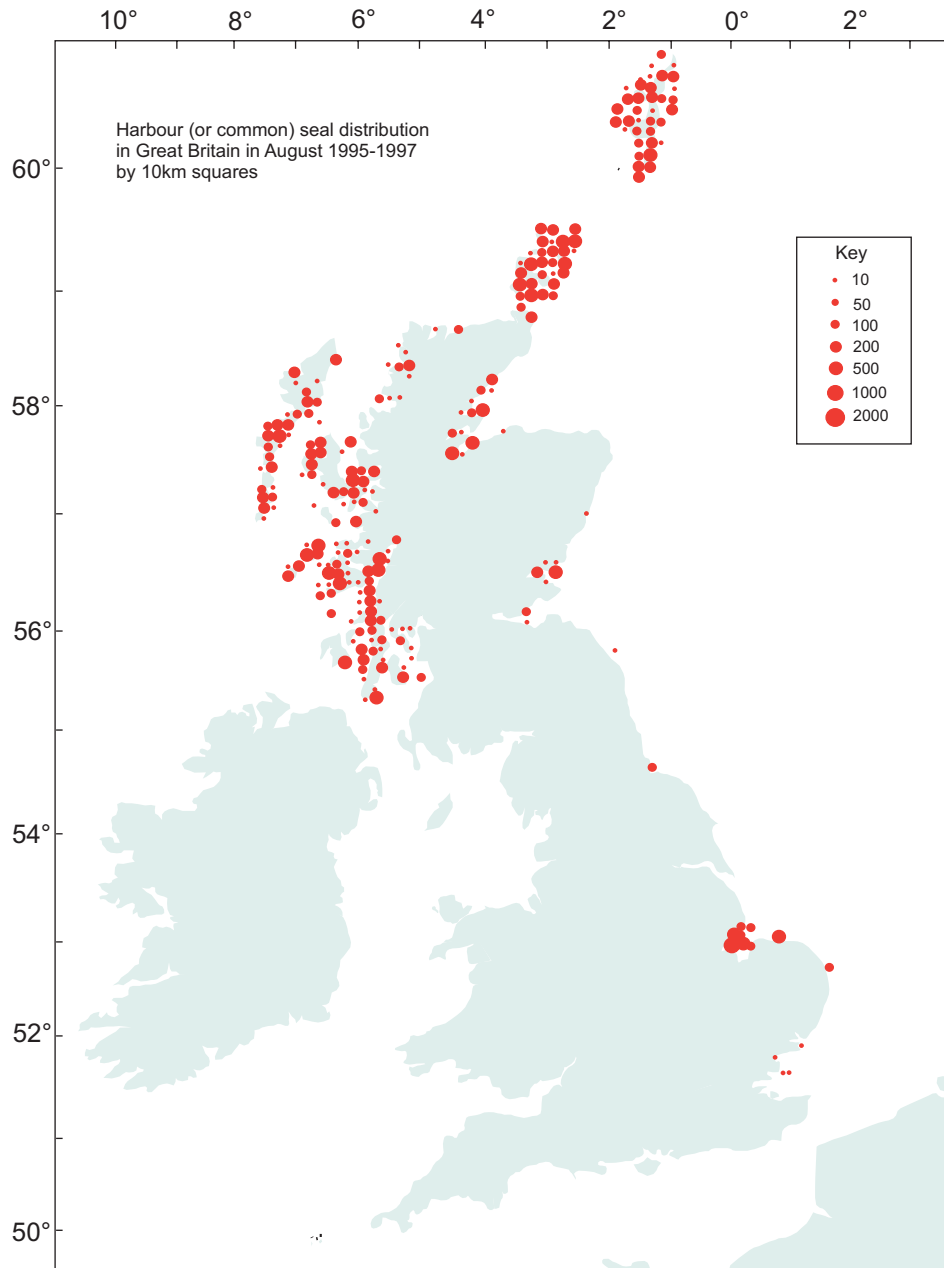 10° 8° 6° 4° 2° 0° 2°
Harbour (or common) seal distribution
in Great Britain in August 1995-1997
by 10km squares
60°
Key
10
50
100
200
500
1000
2000
58°
56°
54°
52°
50°